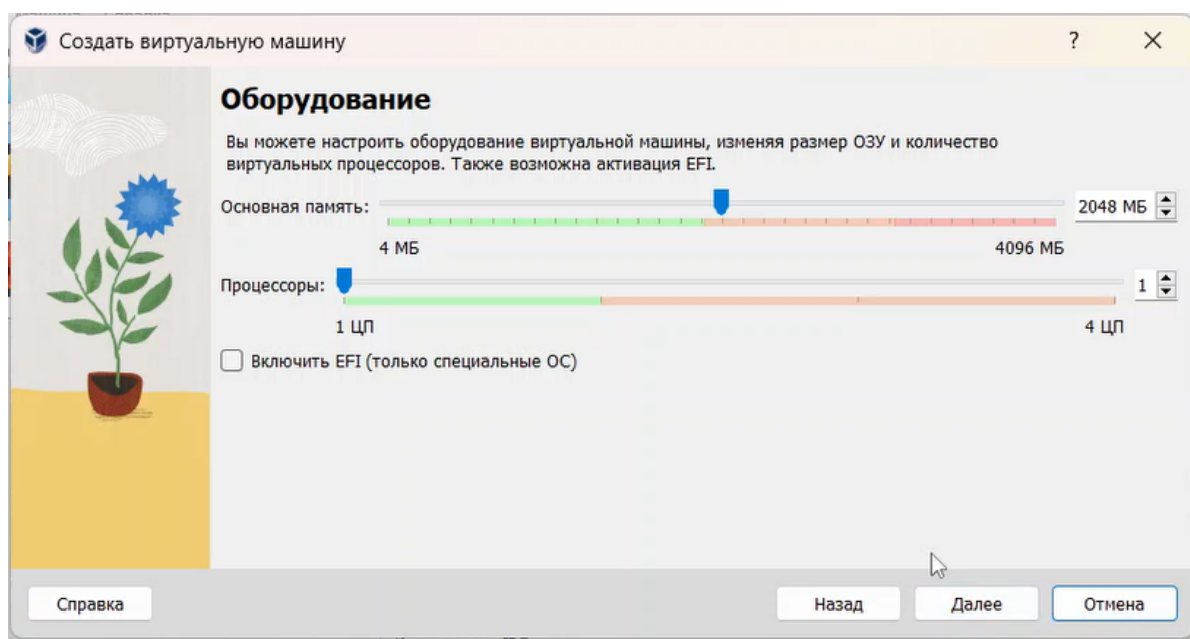 Создать виртуальную машину
?
Оборудование
Вы можете настроить оборудование виртуальной машины, изменяя размер ОЗУ и количество
виртуальных процессоров. Также возможна активация EFI.
Основная память:
2048 МБ
4 МБ
4096 МБ
Процессоры:
1
1 ЦП
4 ЦП
Включить EFI (только специальные ОС)
Справка
Назад
Далее
Отмена